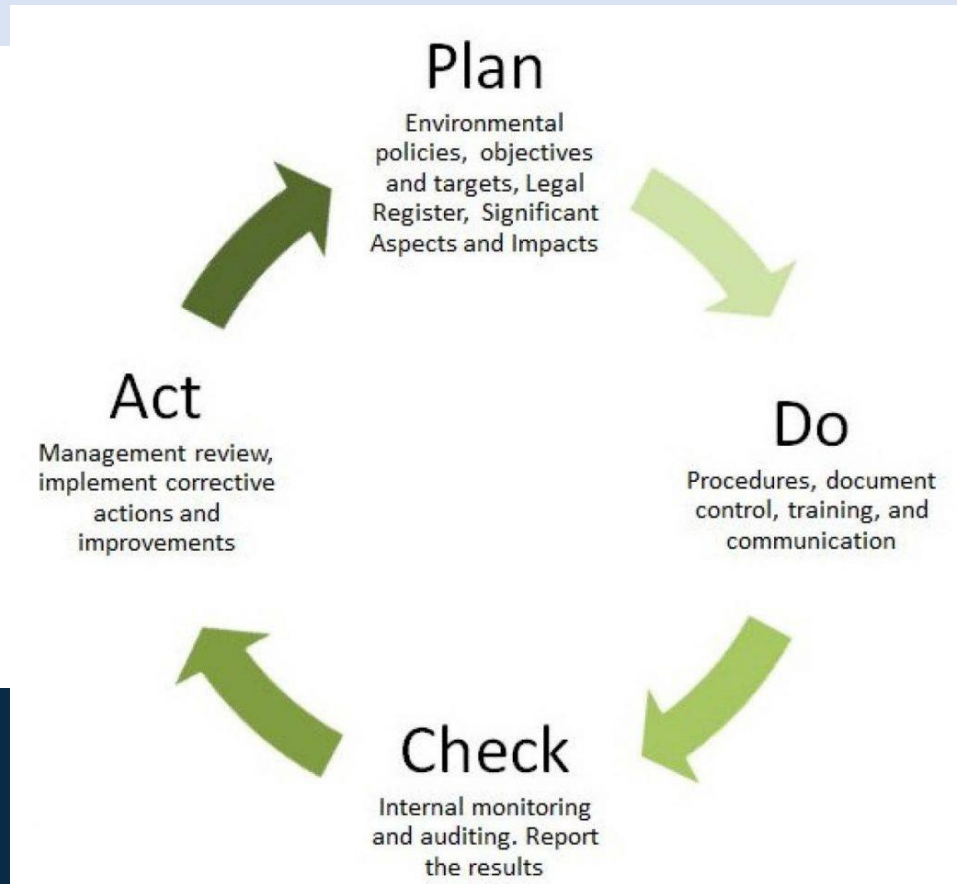 Plan
Environmental
policies, objectives
and targets, Legal
Register, Significant
Aspects and Impacts
Do
Procedures, document
control, training, and
communication
Check
Internal monitoring
and auditing. Report
the results
Act
Management review,
implement corrective
actions and
improvements